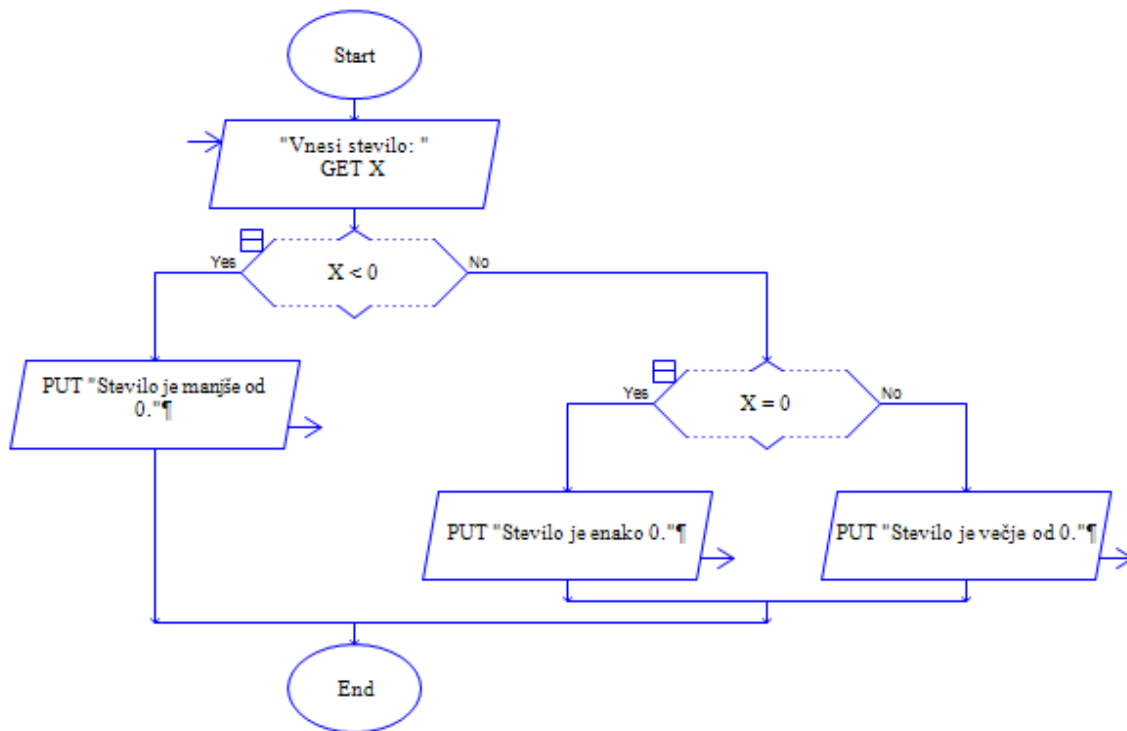 Start
"Vnesi stevilo: "
GET X
X < 0
Yes
No
PUT "Stevilo je manjše od
0."¶
X = 0
Yes
No
PUT "Stevilo je enako 0."¶
PUT "Stevilo je večje od 0."¶
End